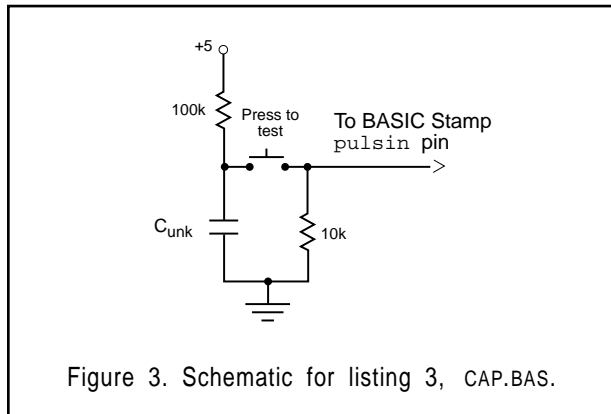 +5
100k
Press to
test
To BASIC Stamp
pulsin pin
Cunk
10k
Figure 3. Schematic for listing 3, CAP.BAS.